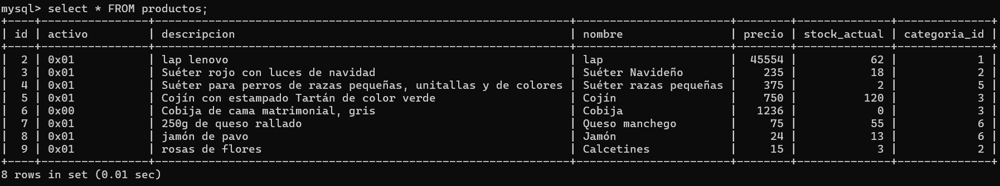 mysql> select * FROM productos;
+----+----------------+--------------------------------------------------------------+------------------------+--------+--------------+--------------+
| id | activo         | descripcion                                                  | nombre                 | precio | stock_actual | categoria_id |
+----+----------------+--------------------------------------------------------------+------------------------+--------+--------------+--------------+
|  2 | 0x01           | lap lenovo                                                   | lap                    |  45554 |           62 |            1 |
|  3 | 0x01           | Suéter rojo con luces de navidad                             | Suéter Navideño        |    235 |           18 |            2 |
|  4 | 0x01           | Suéter para perros de razas pequeñas, unitallas y de colores | Suéter razas pequeñas  |    375 |            2 |            5 |
|  5 | 0x01           | Cojín con estampado Tartán de color verde                    | Cojín                  |    750 |          120 |            3 |
|  6 | 0x00           | Cobija de cama matrimonial, gris                             | Cobija                 |   1236 |            0 |            3 |
|  7 | 0x01           | 250g de queso rallado                                        | Queso manchego         |     75 |           55 |            6 |
|  8 | 0x01           | jamón de pavo                                                | Jamón                  |     24 |           13 |            6 |
|  9 | 0x01           | rosas de flores                                              | Calcetines             |     15 |            3 |            2 |
+----+----------------+--------------------------------------------------------------+------------------------+--------+--------------+--------------+
8 rows in set (0.01 sec)